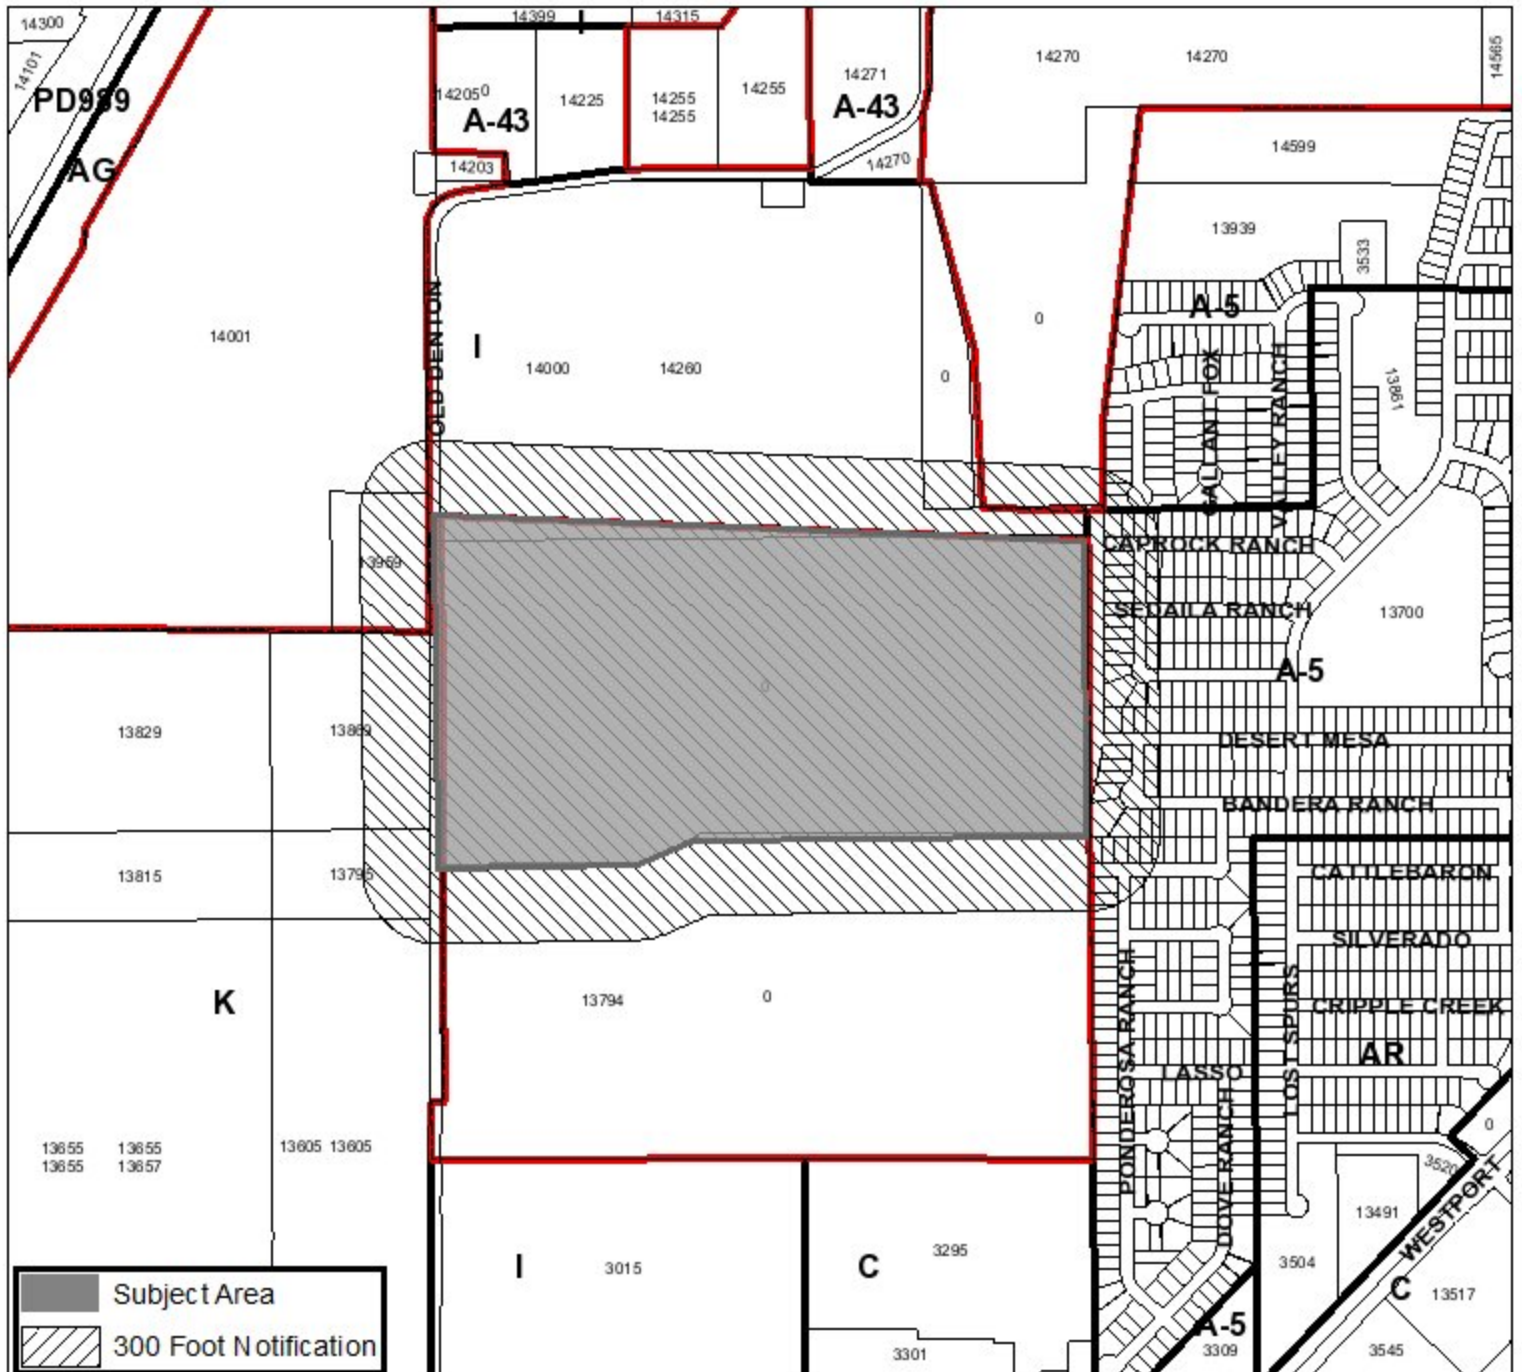 14300
14399
I
14315
14270
14270
14565
14101
PD989
14205
0
A-43
14225
14255
14255
14255
14271
A-43
AG
14203
14270
14599
13939
3533
A-5
OLD DENTON
14001
I
14000
14260
0
0
GALLANT FOX
VALLEY RANCH
13861
CAPROCK RANCH
13959
SEDAILA RANCH
13700
A-5
0
13829
13869
DESERT MESA
BANDERA RANCH
13815
13795
CATTLEBARON
SILVERADO
K
13794
0
PONDEROSA RANCH
LOST SPURS
CRIPPLE CREEK
AR
LASSO
DOVE RANCH
0
13655
13655
13605
13605
13655
13657
3520
WESTPORT
13491
I
3015
C
3295
3504
C
13517
A-5
3301
3309
3545
Subject Area
300 Foot Notification